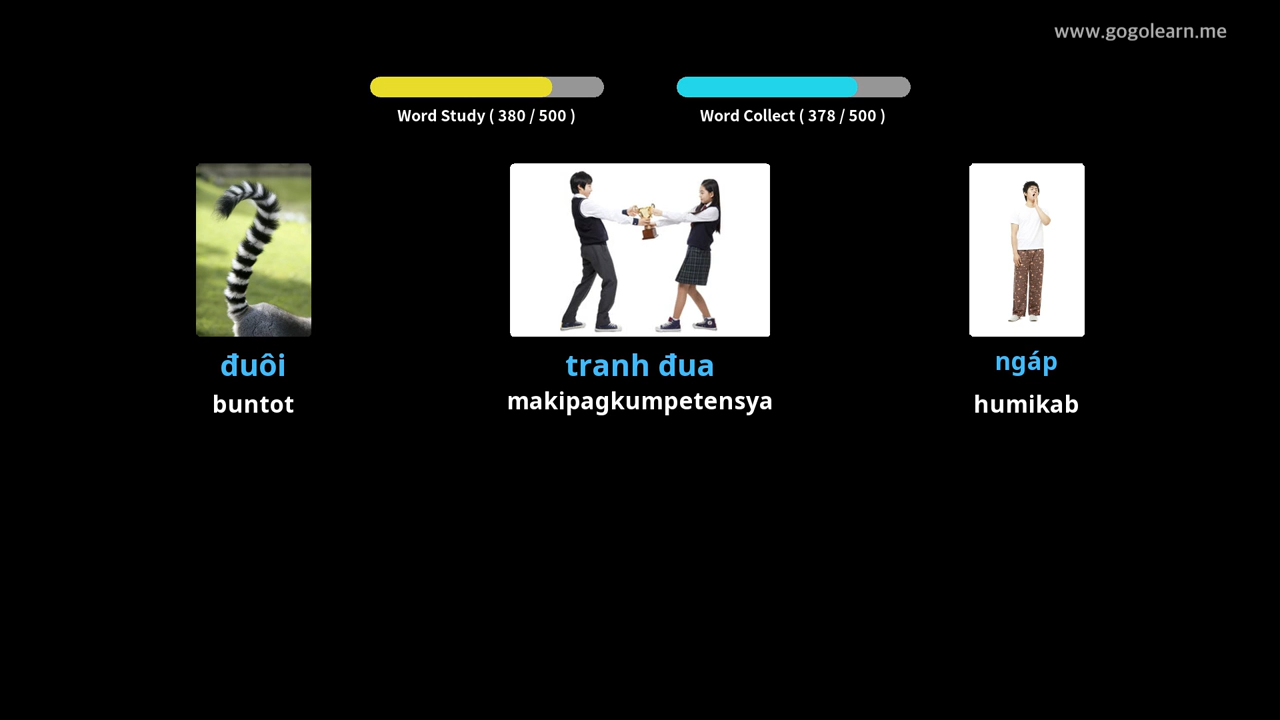 www.gogolearn.me
Word Study ( 380 / 500 )
Word Collect ( 378 / 500 )
đuôi
buntot
tranh đua
makipagkumpetensya
ngáp
humikab